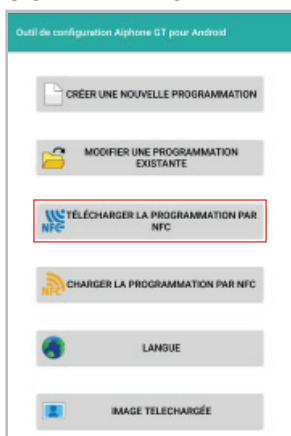 Outil de configuration Aiphone GT pour Android
CRÉER UNE NOUVELLE PROGRAMMATION
MODIFIER UNE PROGRAMMATION
EXISTANTE
TÉLÉCHARGER LA PROGRAMMATION PAR
NFC
NFC
CHARGER LA PROGRAMMATION PAR NFC
NFC
LANGUE
IMAGE TELECHARGÉE